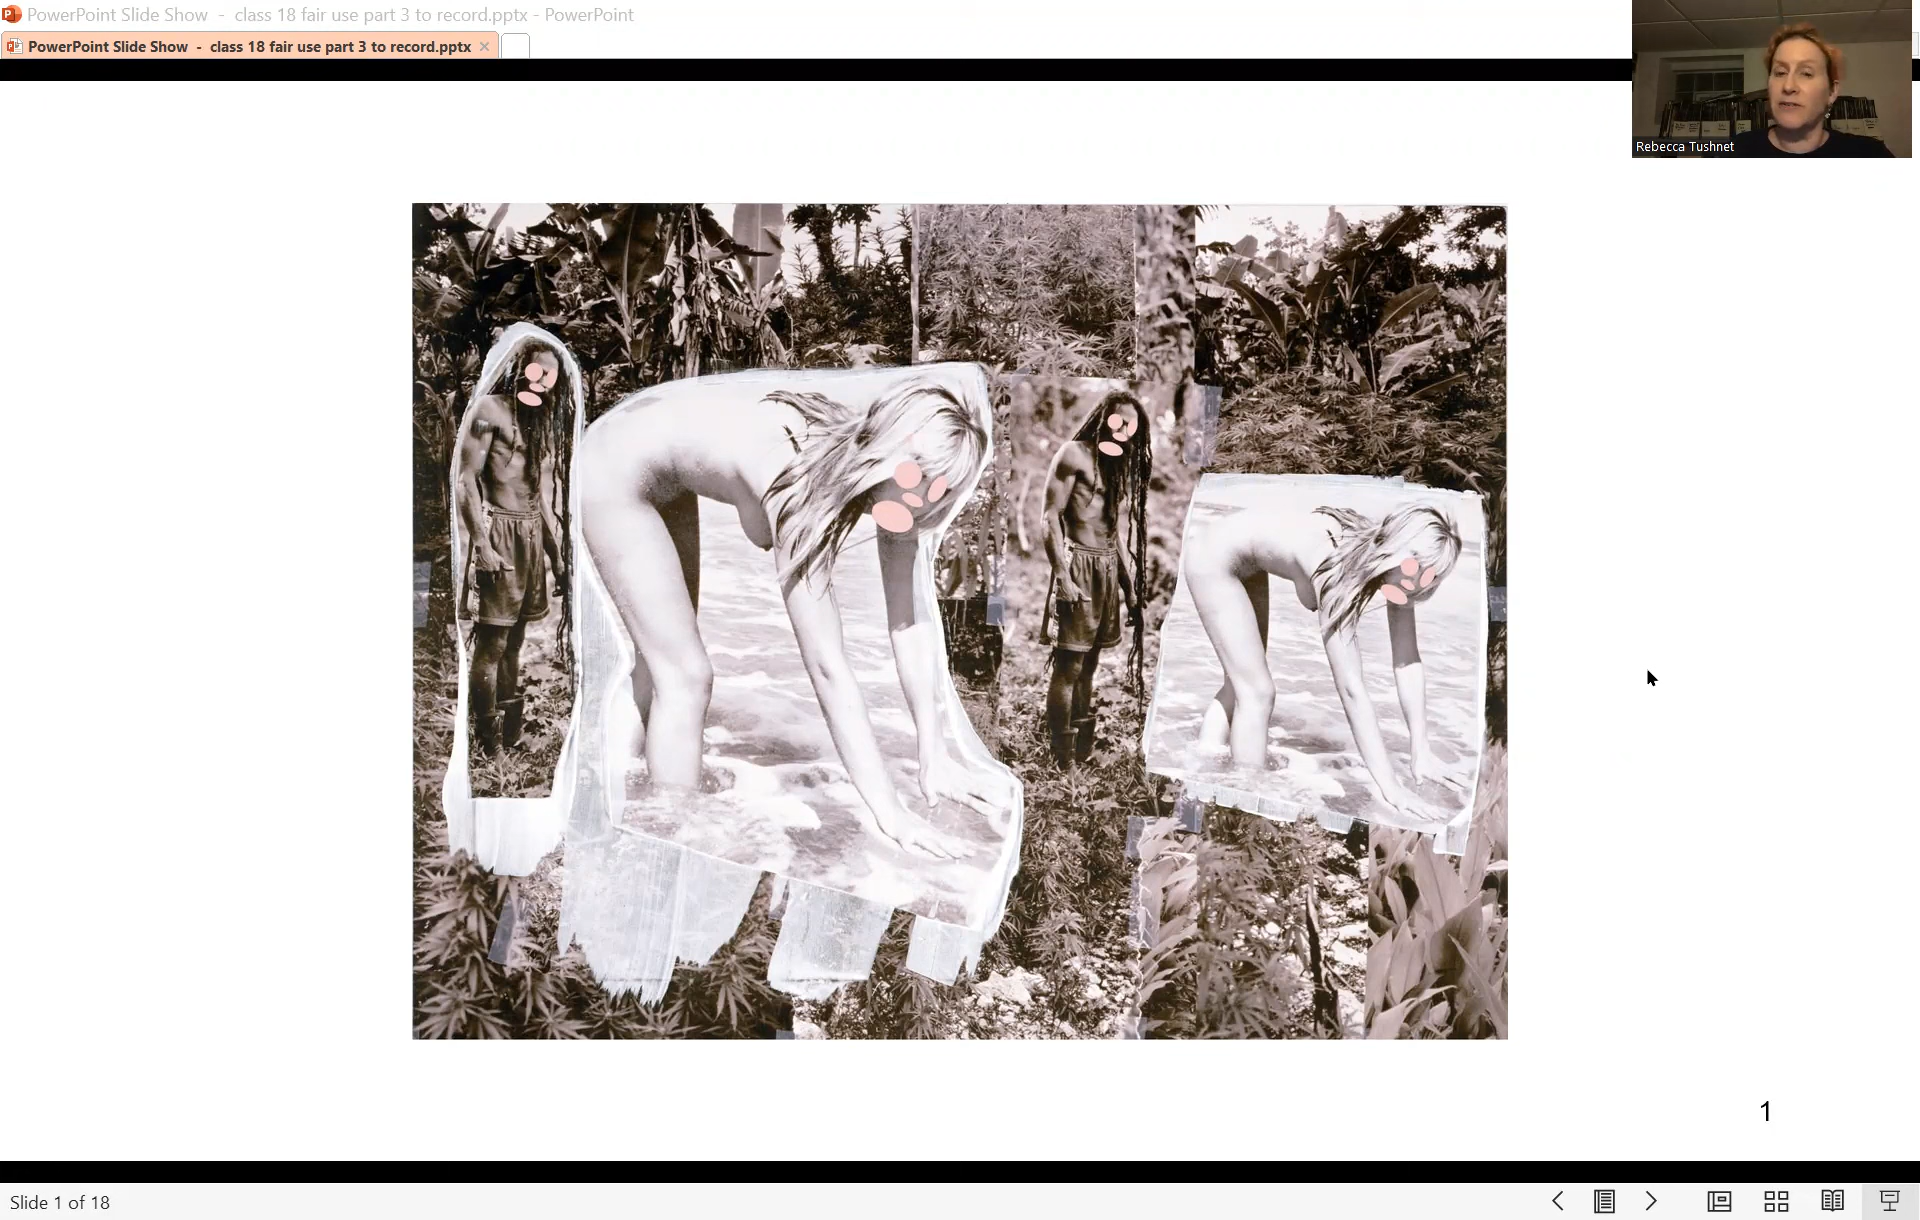 PowerPoint Slide Show - class 18 fair use part 3 to record.pptx - PowerPoint
PowerPoint Slide Show - class 18 fair use part 3 to record.pptx
Rebecca Tushnet
1
Slide 1 of 18